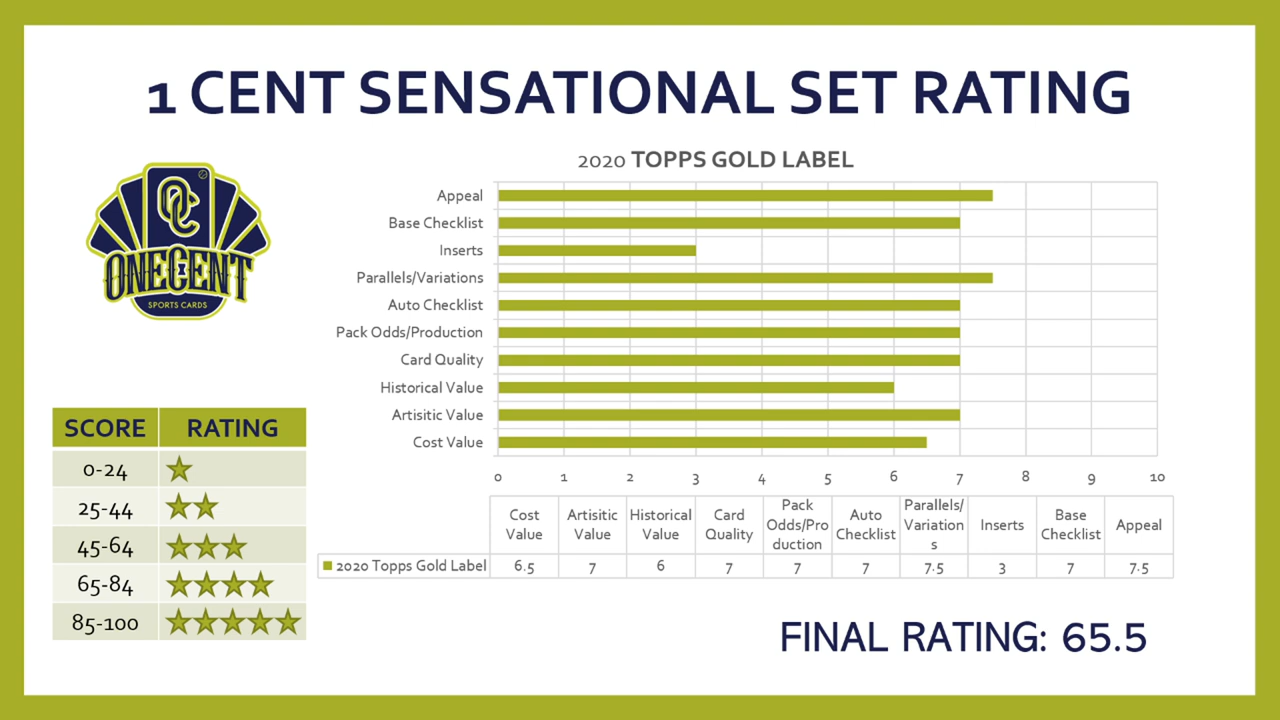 1 CENT SENSATIONAL SET RATING
OC
ONECENT
SPORTS CARDS
2020 TOPPS GOLD LABEL
Appeal
Base Checklist
Inserts
Parallels/Variations
Auto Checklist
Pack Odds/Production
Card Quality
Historical Value
Artisitic Value
Cost Value
0 1 2 3 4 5 6 7 8 9 10
Cost
Value
Artisitic
Value
Historical
Value
Card
Quality
Pack
Odds/Pro
duction
Auto
Checklist
Parallels/
Variation
s
Inserts
Base
Checklist
Appeal
2020 Topps Gold Label 6.5 7 6 7 7 7 7.5 3 7 7.5
SCORE RATING
0-24
25-44
45-64
65-84
85-100
FINAL RATING: 65.5